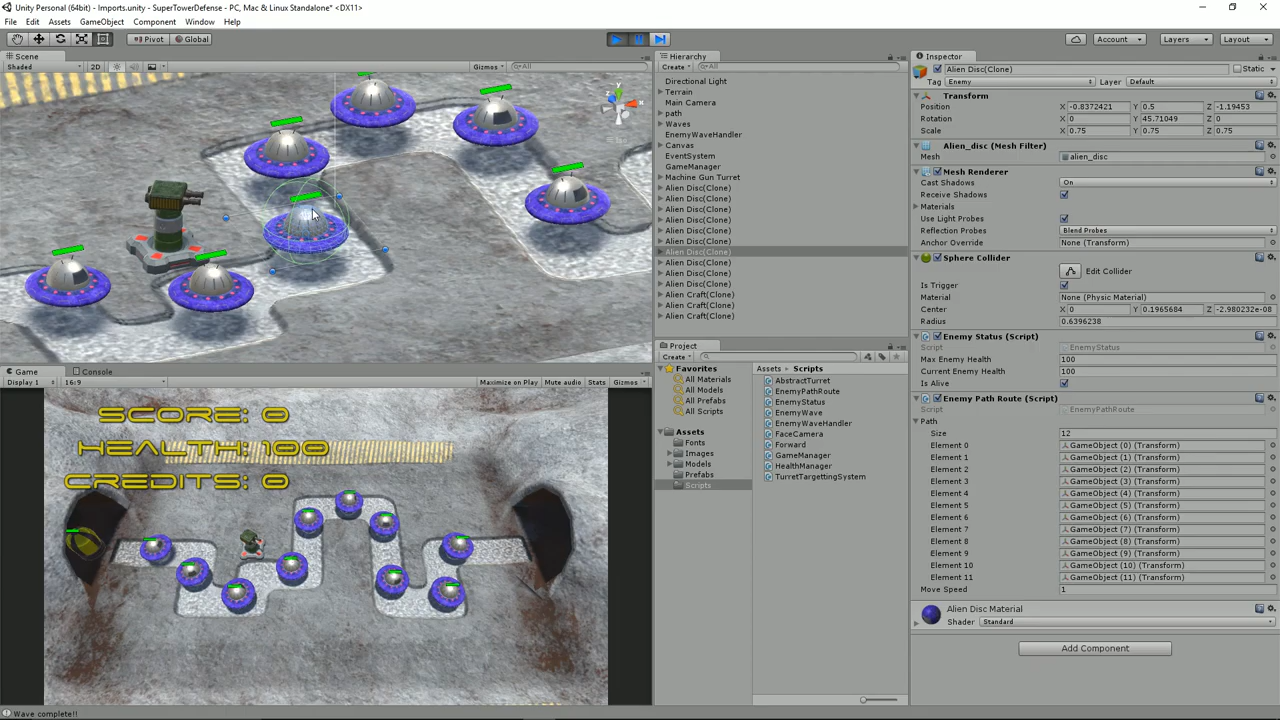 Unity Personal (64bit) - Imports.unity - SuperTowerDefense - PC, Mac & Linux Standalone* <DX11>
File Edit Assets GameObject Component Window Help
Pivot Global Account Layers Layout
Scene
Shaded 2D Gizmos All
y
x
Game Console
Display 1 16:9 Maximize on Play Mute audio Stats Gizmos
SCORE: 0
HEALTH: 100
CREDITS: 0
Hierarchy
Create All
Directional Light
Terrain
Main Camera
path
Waves
EnemyWaveHandler
Canvas
EventSystem
GameManager
Machine Gun Turret
Alien Disc(Clone)
Alien Disc(Clone)
Alien Disc(Clone)
Alien Disc(Clone)
Alien Disc(Clone)
Alien Disc(Clone)
Alien Disc(Clone)
Alien Disc(Clone)
Alien Disc(Clone)
Alien Disc(Clone)
Alien Craft(Clone)
Alien Craft(Clone)
Alien Craft(Clone)
Project
Create
Favorites
All Materials
All Models
All Prefabs
All Scripts
Assets
Fonts
Images
Models
Prefabs
Scripts
Assets Scripts
AbstractTurret
EnemyPathRoute
EnemyStatus
EnemyWave
EnemyWaveHandler
FaceCamera
Forward
GameManager
HealthManager
TurretTargettingSystem
Inspector
Alien Disc(Clone) Static
Tag Enemy Layer Default
Transform
Position X -0.8372421 Y 0.5 Z -1.19453
Rotation X 0 Y 45.71049 Z 0
Scale X 0.75 Y 0.75 Z 0.75
Alien_disc (Mesh Filter)
Mesh alien_disc
Mesh Renderer
Cast Shadows On
Receive Shadows
Materials
Use Light Probes
Reflection Probes Blend Probes
Anchor Override None (Transform)
Sphere Collider
Edit Collider
Is Trigger
Material None (Physic Material)
Center X 0 Y 0.1965684 Z -2.980232e-08
Radius 0.6396238
Enemy Status (Script)
Script EnemyStatus
Max Enemy Health 100
Current Enemy Health 100
Is Alive
Enemy Path Route (Script)
Script EnemyPathRoute
Path
Size 12
Element 0 GameObject (0) (Transform)
Element 1 GameObject (1) (Transform)
Element 2 GameObject (2) (Transform)
Element 3 GameObject (3) (Transform)
Element 4 GameObject (4) (Transform)
Element 5 GameObject (5) (Transform)
Element 6 GameObject (6) (Transform)
Element 7 GameObject (7) (Transform)
Element 8 GameObject (8) (Transform)
Element 9 GameObject (9) (Transform)
Element 10 GameObject (10) (Transform)
Element 11 GameObject (11) (Transform)
Move Speed 1
Alien Disc Material
Shader Standard
Add Component
Wave complete!!